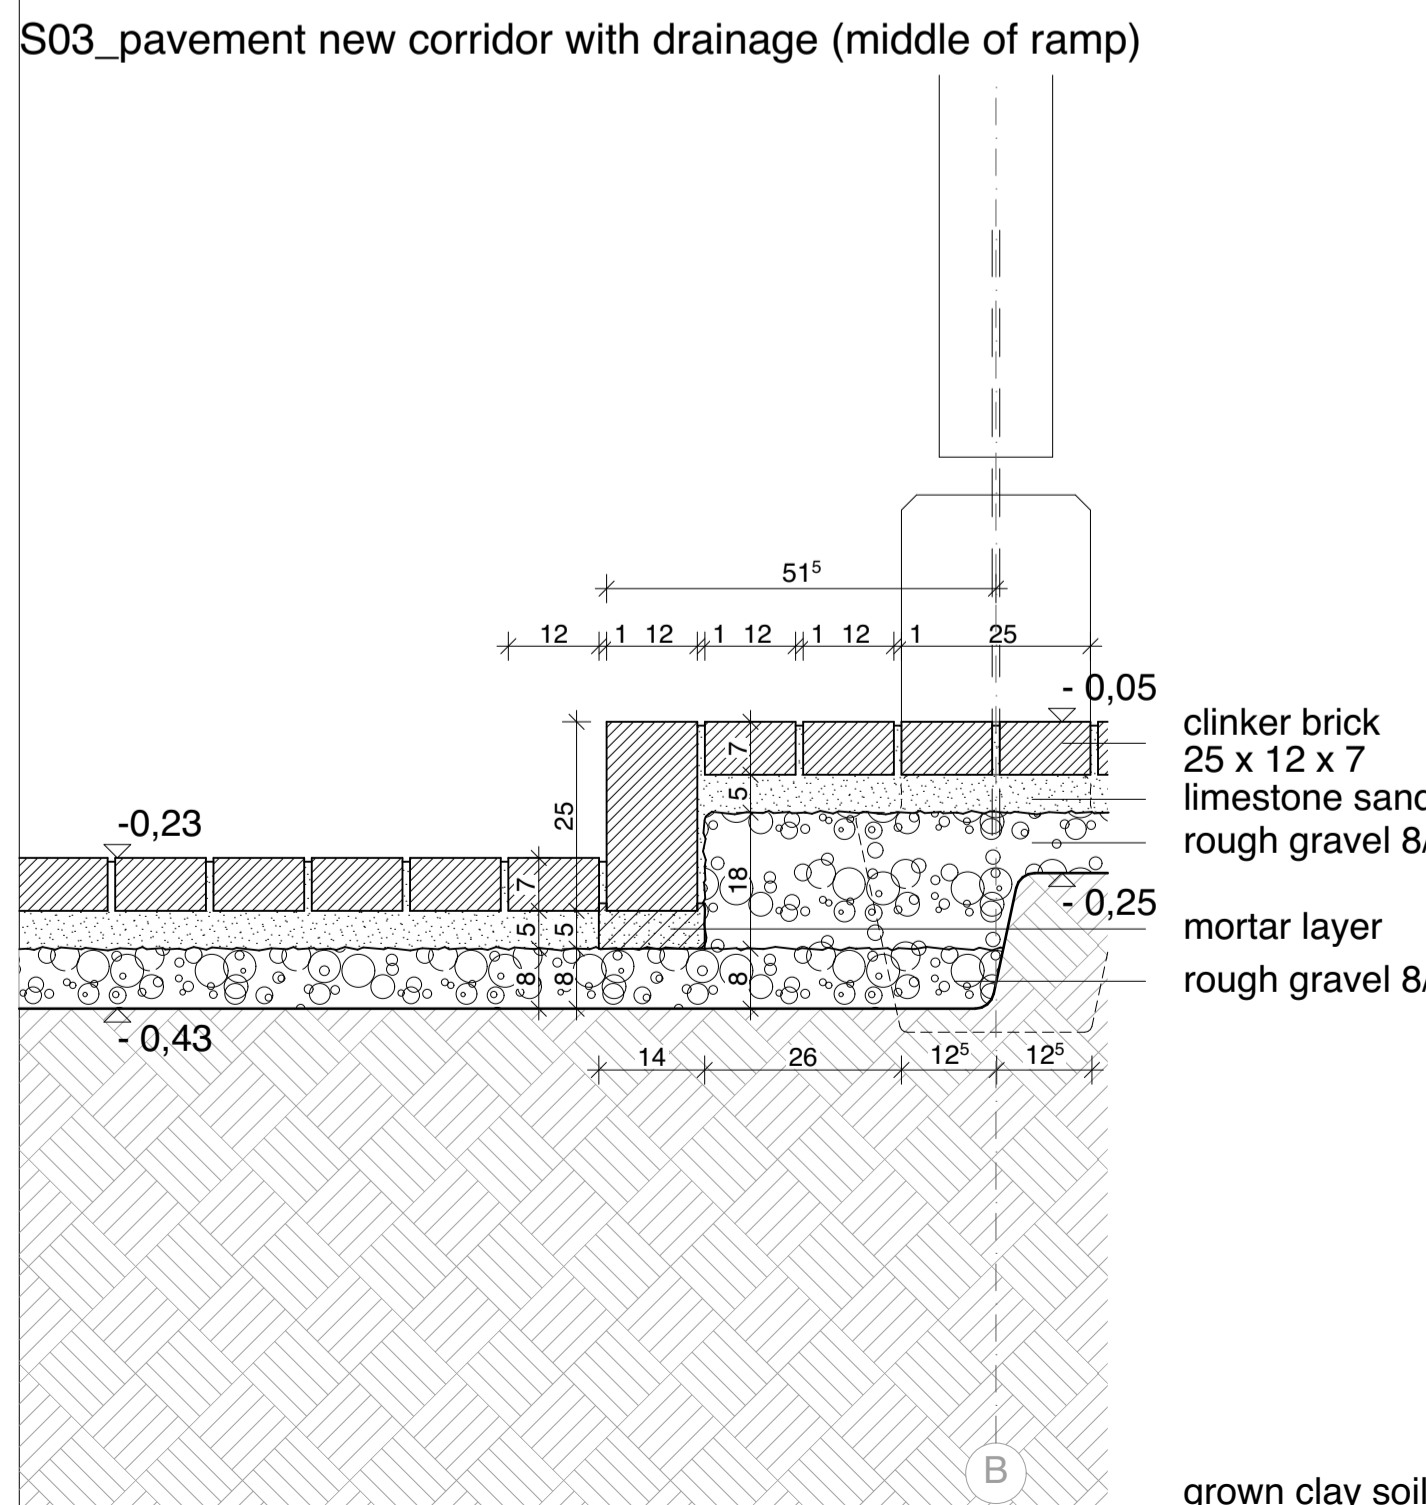 S03_pavement new corridor with drainage (middle of ramp)
51⁵
12 1 12 1 12 1 12 1 25
- 0,05
clinker brick
25 x 12 x 7
limestone sand
rough gravel 8/
7
5
18
8
25
-0,23
7
5 5
8 8
- 0,25
mortar layer
rough gravel 8/
- 0,43
14 26 12⁵ 12⁵
B
grown clay soil